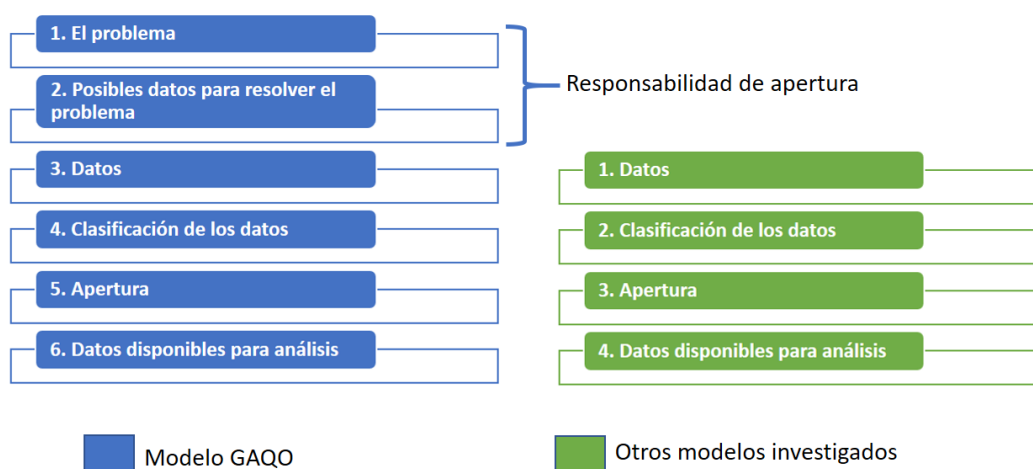 1. El problema
2. Posibles datos para resolver el
problema
Responsabilidad de apertura
3. Datos
4. Clasificación de los datos
5. Apertura
6. Datos disponibles para análisis
1. Datos
2. Clasificación de los datos
3. Apertura
4. Datos disponibles para análisis
Modelo GAQO
Otros modelos investigados